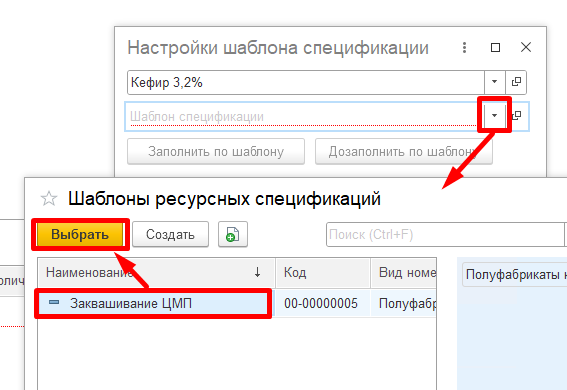 Настройки шаблона спецификации
Кефир 3,2%
Шаблон спецификации
Заполнить по шаблону Дозаполнить по шаблону
Шаблоны ресурсных спецификаций
Выбрать Создать Поиск (Ctrl+F)
Наименование Код Вид номе Полуфабрикаты
Заквашивание ЦМП 00-00000005 Полуфабр